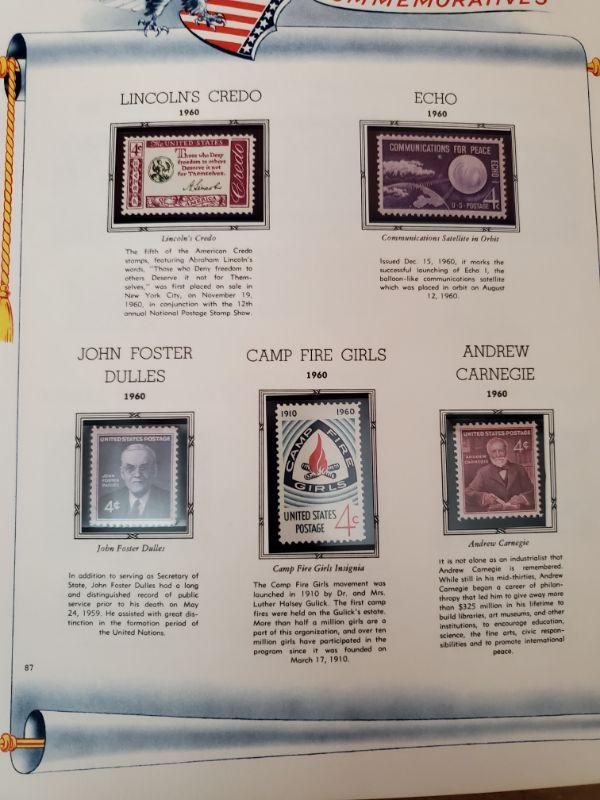 COMMEMORATIVES
LINCOLN'S CREDO
1960
4¢ The UNITED STATES
Those who Deny
freedom to others
Deserve it not
for Themselves.
A. Lincoln
Credo
AMERICA
Lincoln's Credo
The fifth of the American Credo
stamps, featuring Abraham Lincoln's
words, "Those who Deny freedom to
others Deserve it not for Them-
selves," was first placed on sale in
New York City, on November 19,
1960, in conjunction with the 12th
annual National Postage Stamp Show.
ECHO
1960
COMMUNICATIONS FOR PEACE
ECHO I
U·S·POSTAGE 4¢
Communications Satellite in Orbit
Issued Dec. 15, 1960, it marks the
successful launching of Echo I, the
balloon-like communications satellite
which was placed in orbit on August
12, 1960.
JOHN FOSTER
DULLES
1960
UNITED STATES POSTAGE
JOHN
FOSTER
DULLES
4¢
John Foster Dulles
In addition to serving as Secretary of
State, John Foster Dulles had a long
and distinguished record of public
service prior to his death on May
24, 1959. He assisted with great dis-
tinction in the formation period of
the United Nations.
CAMP FIRE GIRLS
1960
1910 1960
CAMP FIRE
GIRLS
UNITED STATES
POSTAGE 4¢
Camp Fire Girls Insignia
The Camp Fire Girls movement was
launched in 1910 by Dr. and Mrs.
Luther Halsey Gulick. The first camp
fires were held on the Gulick's estate.
More than half a million girls are a
part of this organization, and over ten
million girls have participated in the
program since it was founded on
March 17, 1910.
ANDREW
CARNEGIE
1960
UNITED STATES POSTAGE
4¢
ANDREW
CARNEGIE
Andrew Carnegie
It is not alone as an industrialist that
Andrew Carnegie is remembered.
While still in his mid-thirties, Andrew
Carnegie began a career of philan-
thropy that led him to give away more
than $325 million in his lifetime to
build libraries, art museums, and other
institutions, to encourage education,
science, the fine arts, civic respon-
sibilities and to promote international
peace.
87